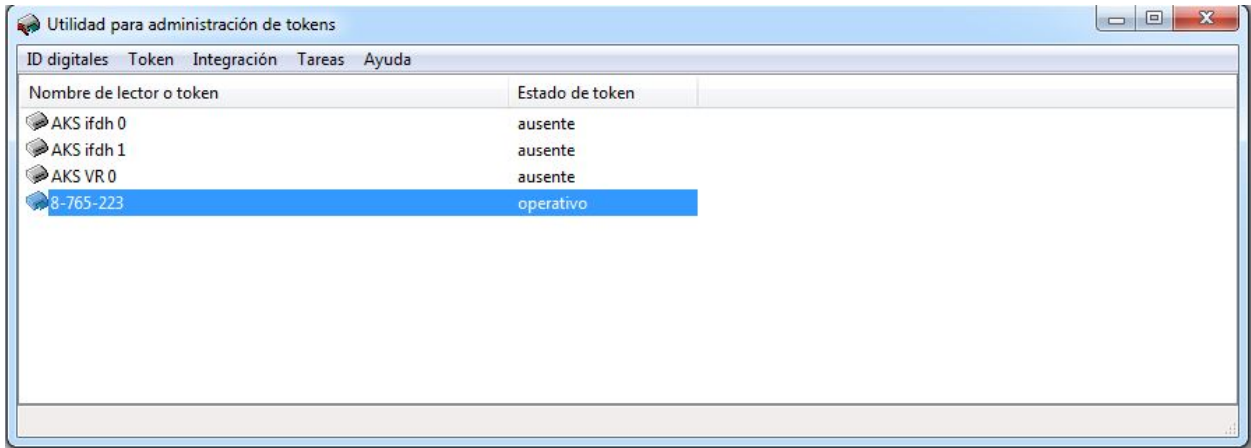 Utilidad para administración de tokens
ID digitales Token Integración Tareas Ayuda
Nombre de lector o token Estado de token
AKS ifdh 0 ausente
AKS ifdh 1 ausente
AKS VR 0 ausente
8-765-223 operativo